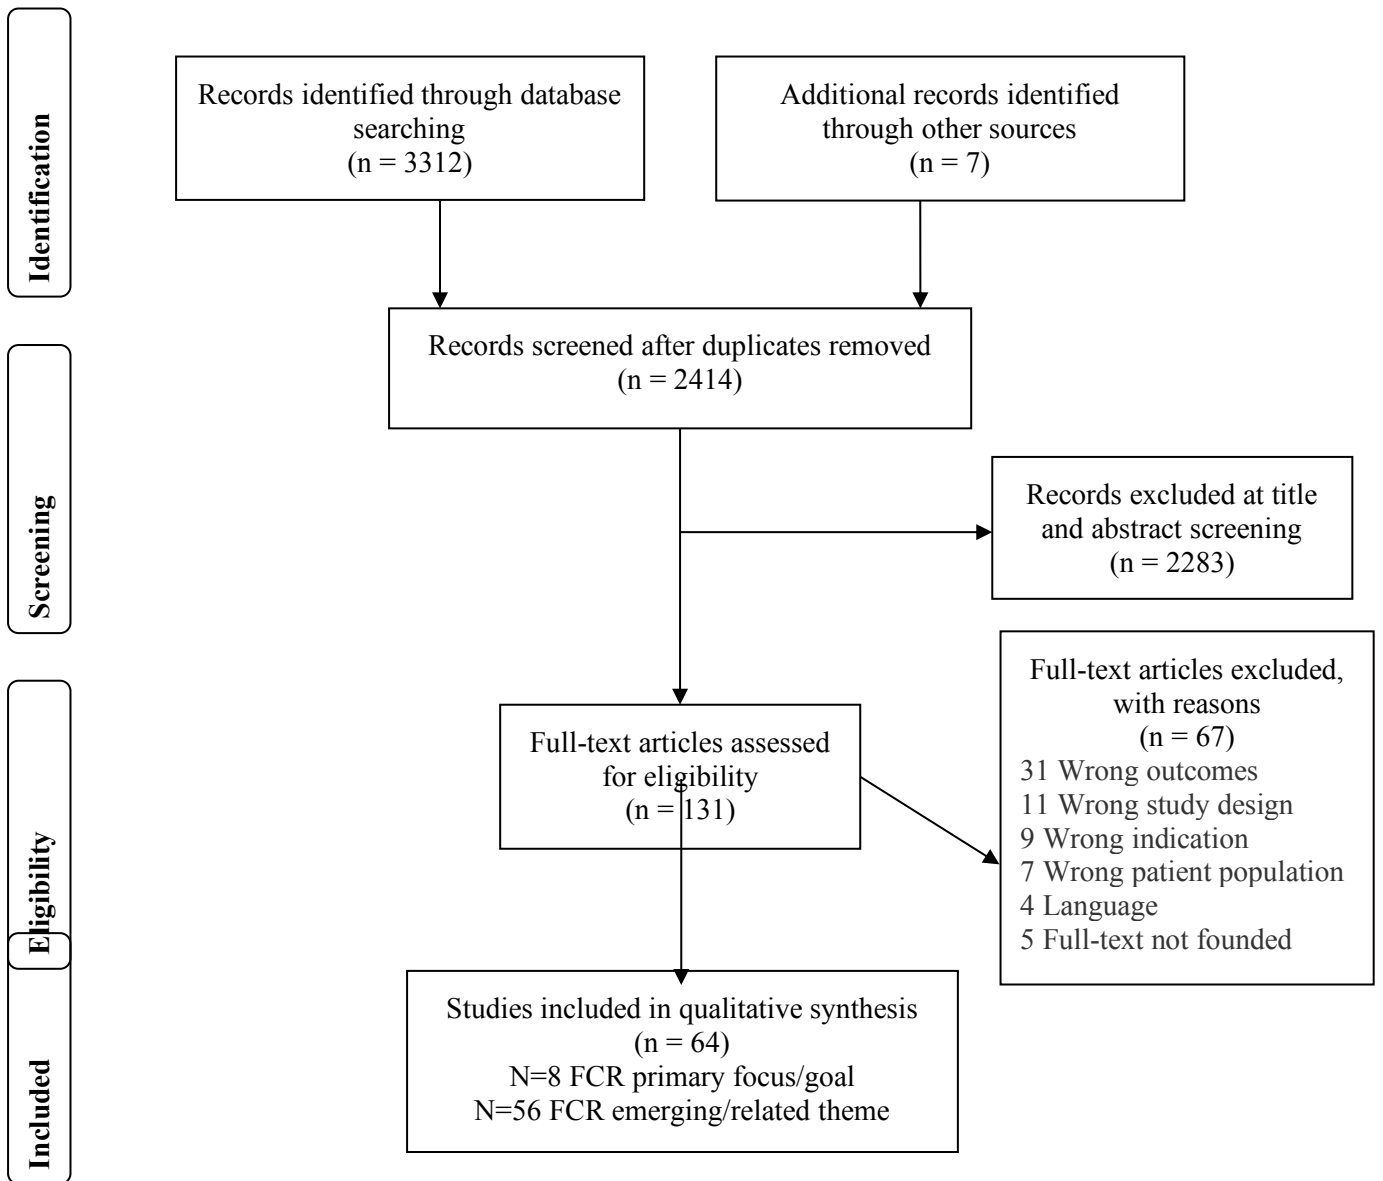 Identification
Records identified through database
searching
(n = 3312)
Additional records identified
through other sources
(n = 7)
Records screened after duplicates removed
(n = 2414)
Screening
Records excluded at title
and abstract screening
(n = 2283)
Eligibility
Full-text articles assessed
for eligibility
(n = 131)
Full-text articles excluded,
with reasons
(n = 67)
31 Wrong outcomes
11 Wrong study design
9 Wrong indication
7 Wrong patient population
4 Language
5 Full-text not founded
Included
Studies included in qualitative synthesis
(n = 64)
N=8 FCR primary focus/goal
N=56 FCR emerging/related theme